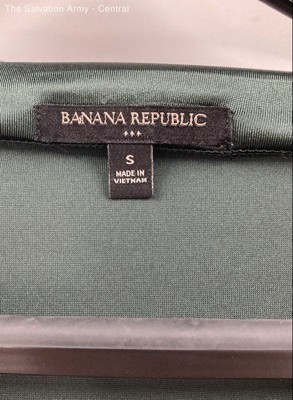 The Salvation Army - Central
BANANA REPUBLIC
S
MADE IN
VIETNAM